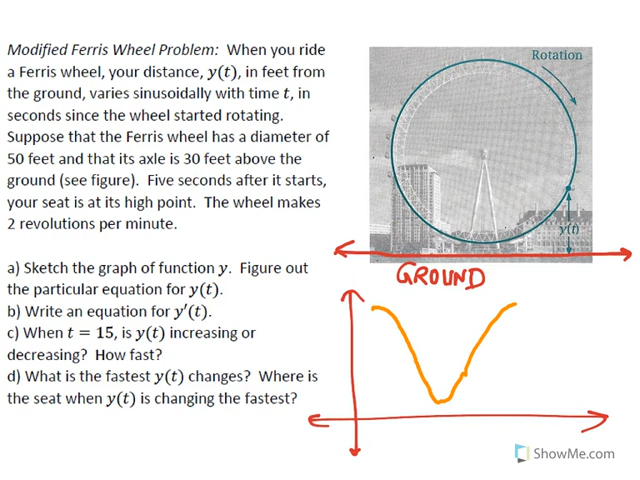 Modified Ferris Wheel Problem: When you ride
a Ferris wheel, your distance, y(t), in feet from
the ground, varies sinusoidally with time t, in
seconds since the wheel started rotating.
Suppose that the Ferris wheel has a diameter of
50 feet and that its axle is 30 feet above the
ground (see figure). Five seconds after it starts,
your seat is at its high point. The wheel makes
2 revolutions per minute.
a) Sketch the graph of function y. Figure out
the particular equation for y(t).
b) Write an equation for y′(t).
c) When t = 15, is y(t) increasing or
decreasing? How fast?
d) What is the fastest y(t) changes? Where is
the seat when y(t) is changing the fastest?
Rotation
y(t)
GROUND
ShowMe.com